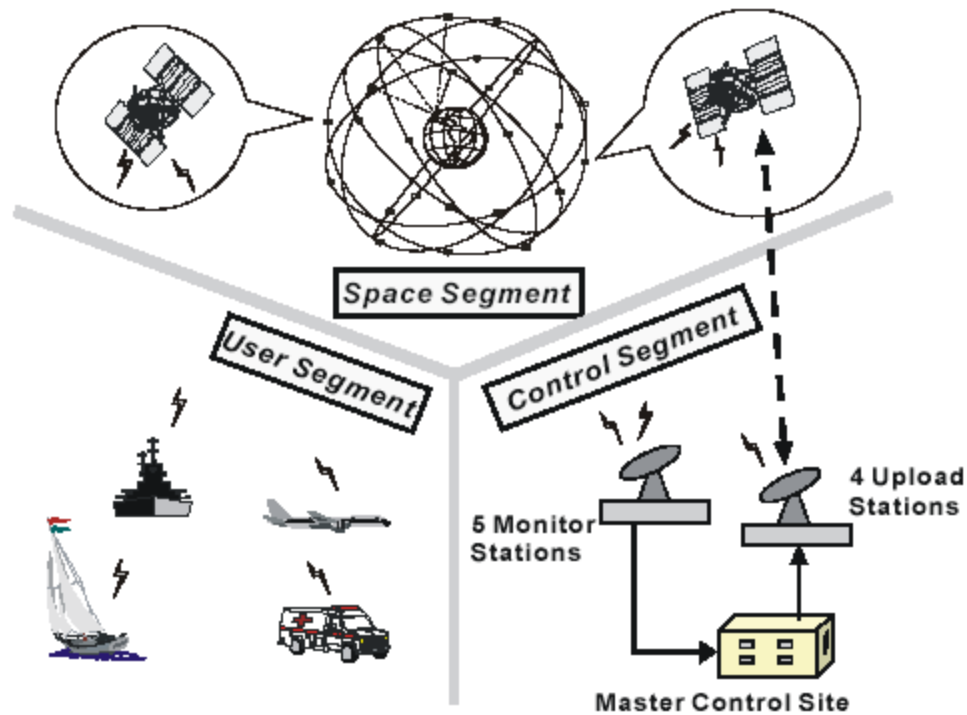 Space Segment
User Segment
Control Segment
5 Monitor
Stations
4 Upload
Stations
Master Control Site